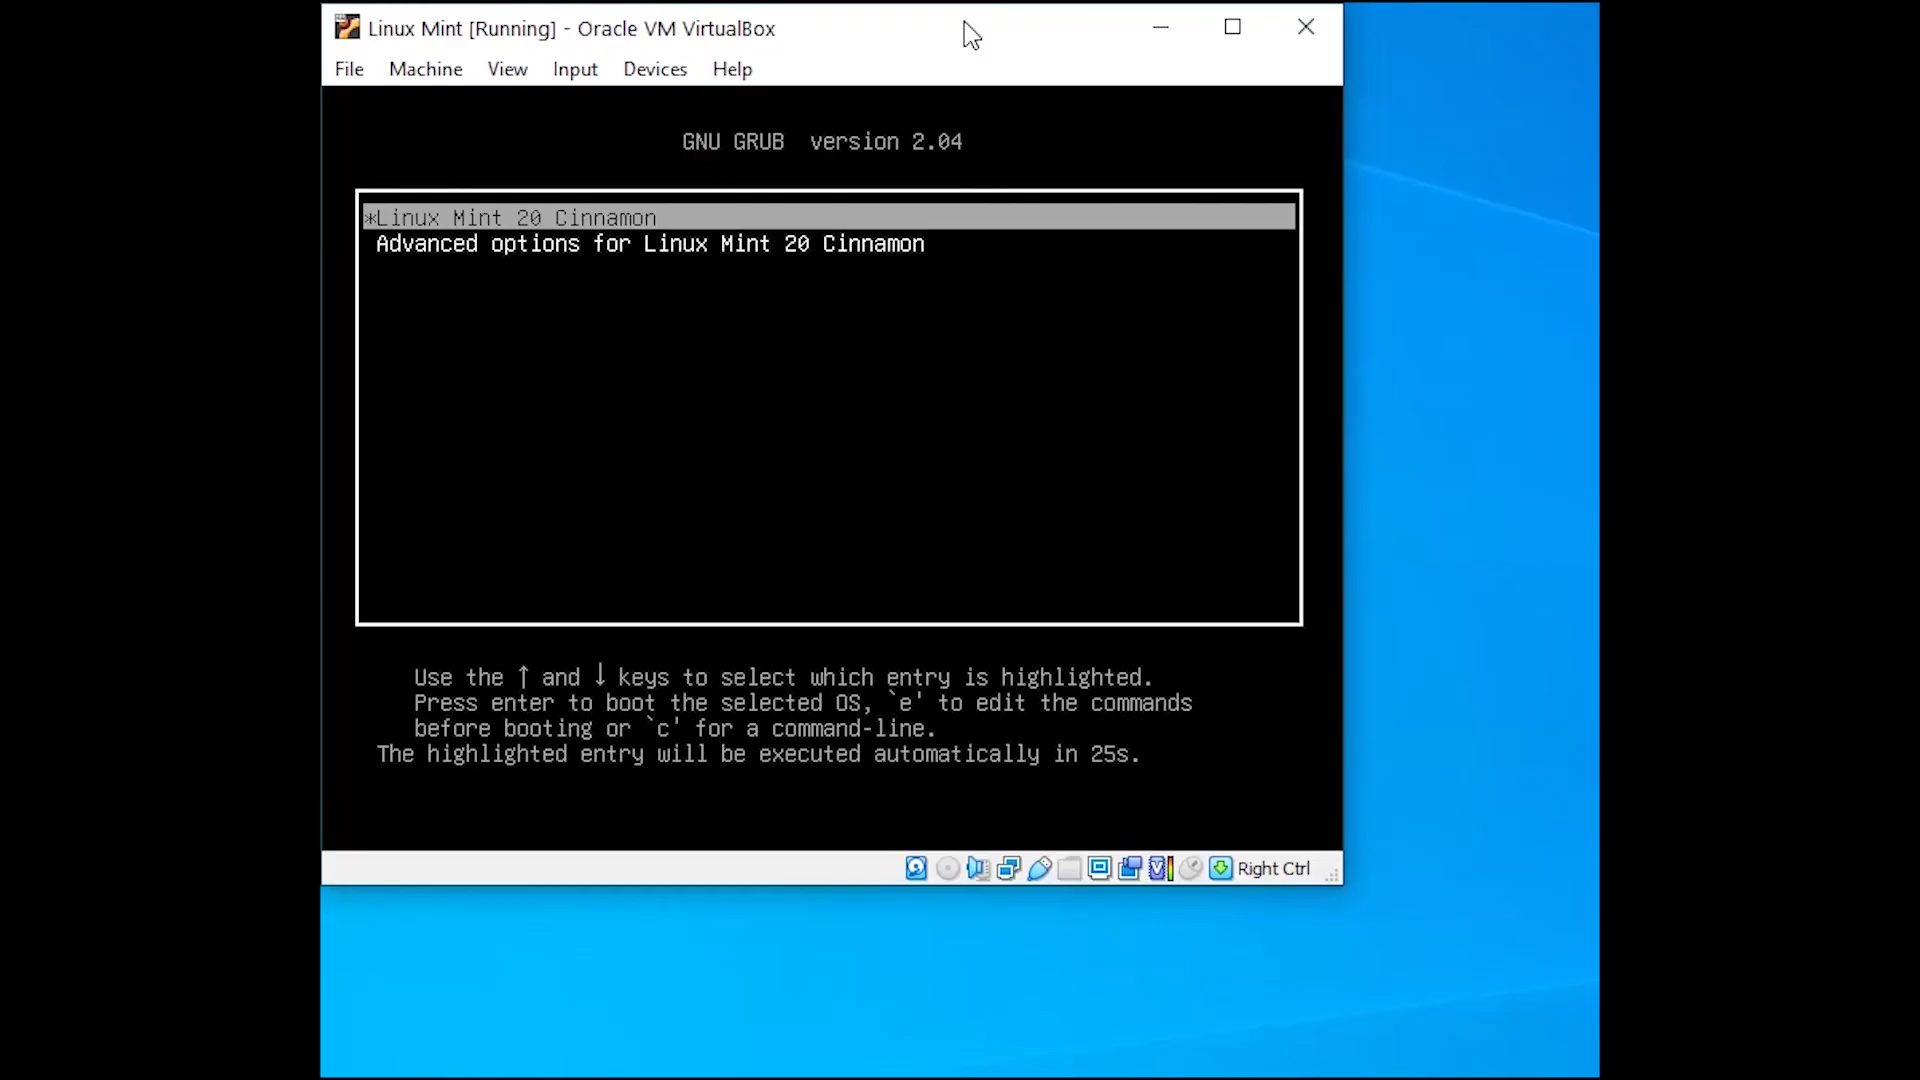 Linux Mint [Running] - Oracle VM VirtualBox
File Machine View Input Devices Help
GNU GRUB version 2.04
*Linux Mint 20 Cinnamon
Advanced options for Linux Mint 20 Cinnamon
Use the ↑ and ↓ keys to select which entry is highlighted.
Press enter to boot the selected OS, `e' to edit the commands
before booting or `c' for a command-line.
The highlighted entry will be executed automatically in 25s.
Right Ctrl